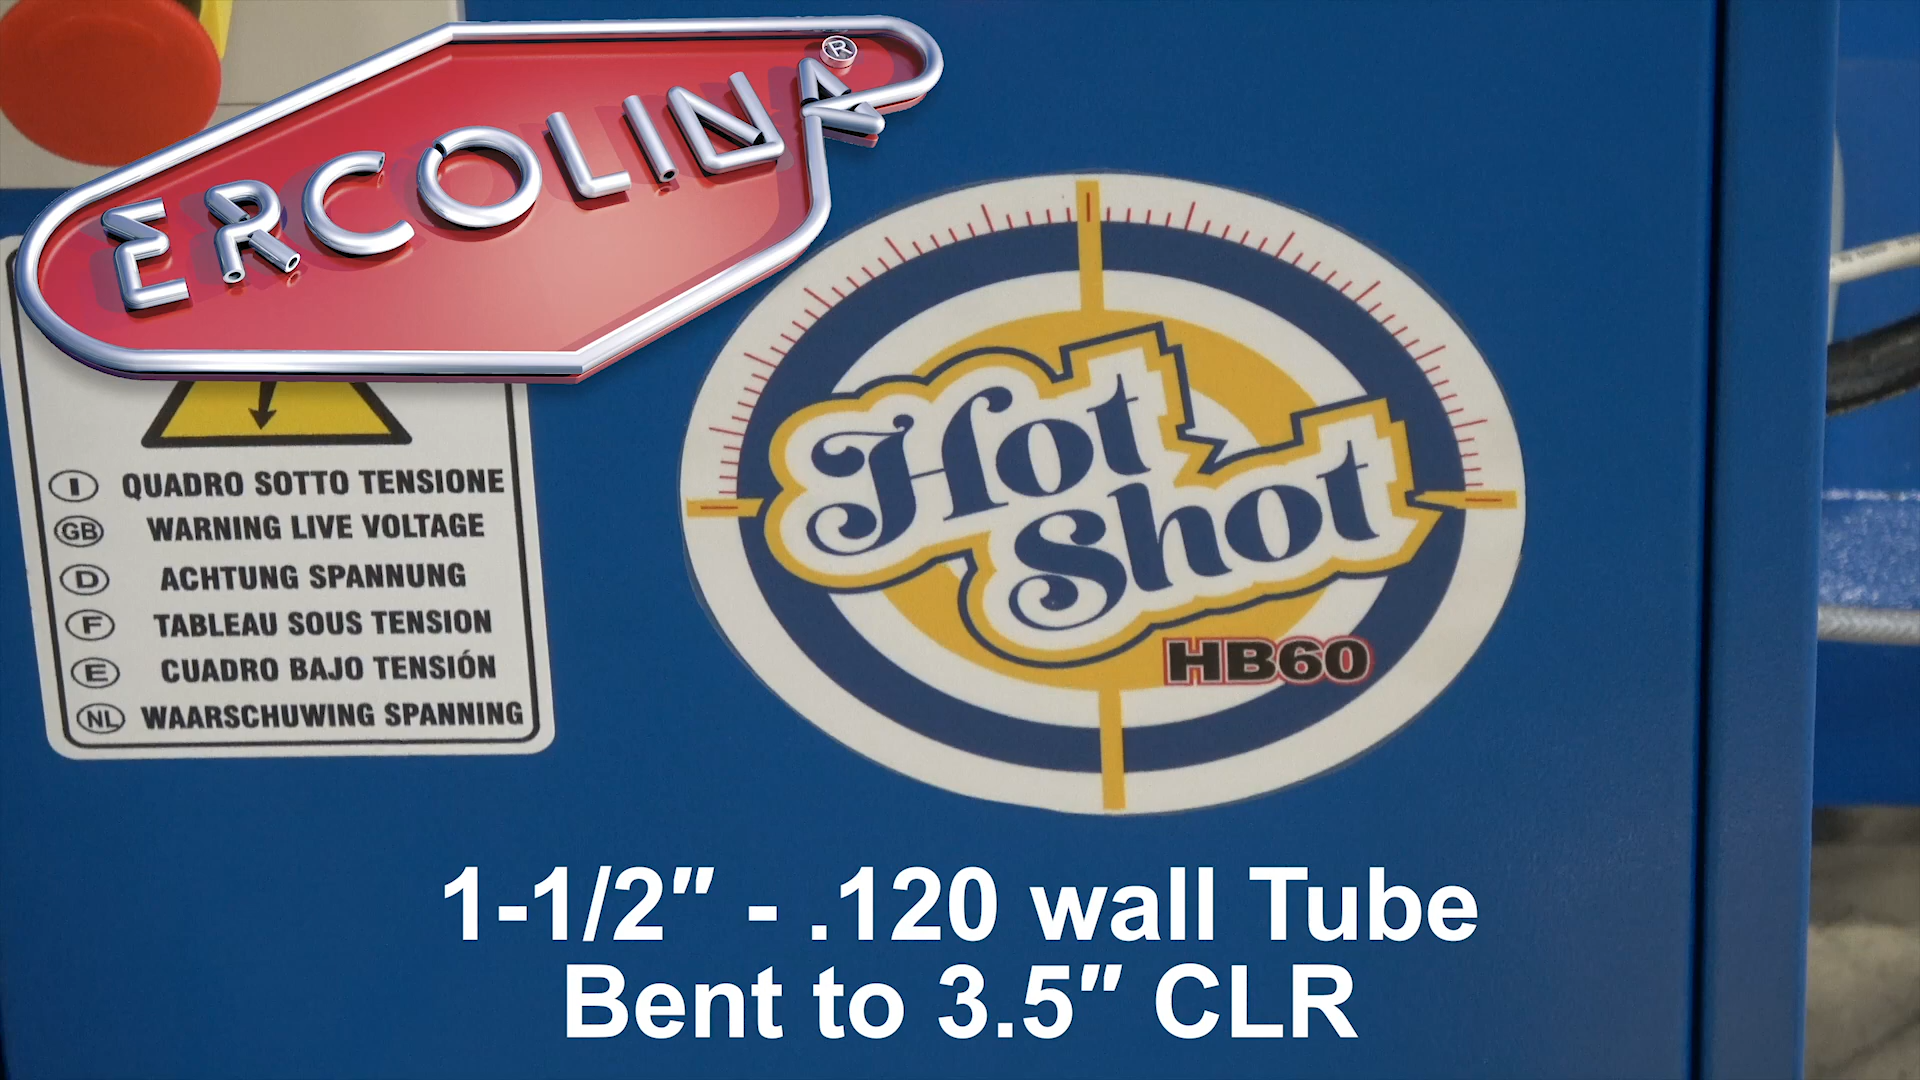 ERCOLINA®
I QUADRO SOTTO TENSIONE
GB WARNING LIVE VOLTAGE
D ACHTUNG SPANNUNG
F TABLEAU SOUS TENSION
E CUADRO BAJO TENSIÓN
NL WAARSCHUWING SPANNING
Hot
Shot
HB60
1-1/2″ - .120 wall Tube
Bent to 3.5″ CLR